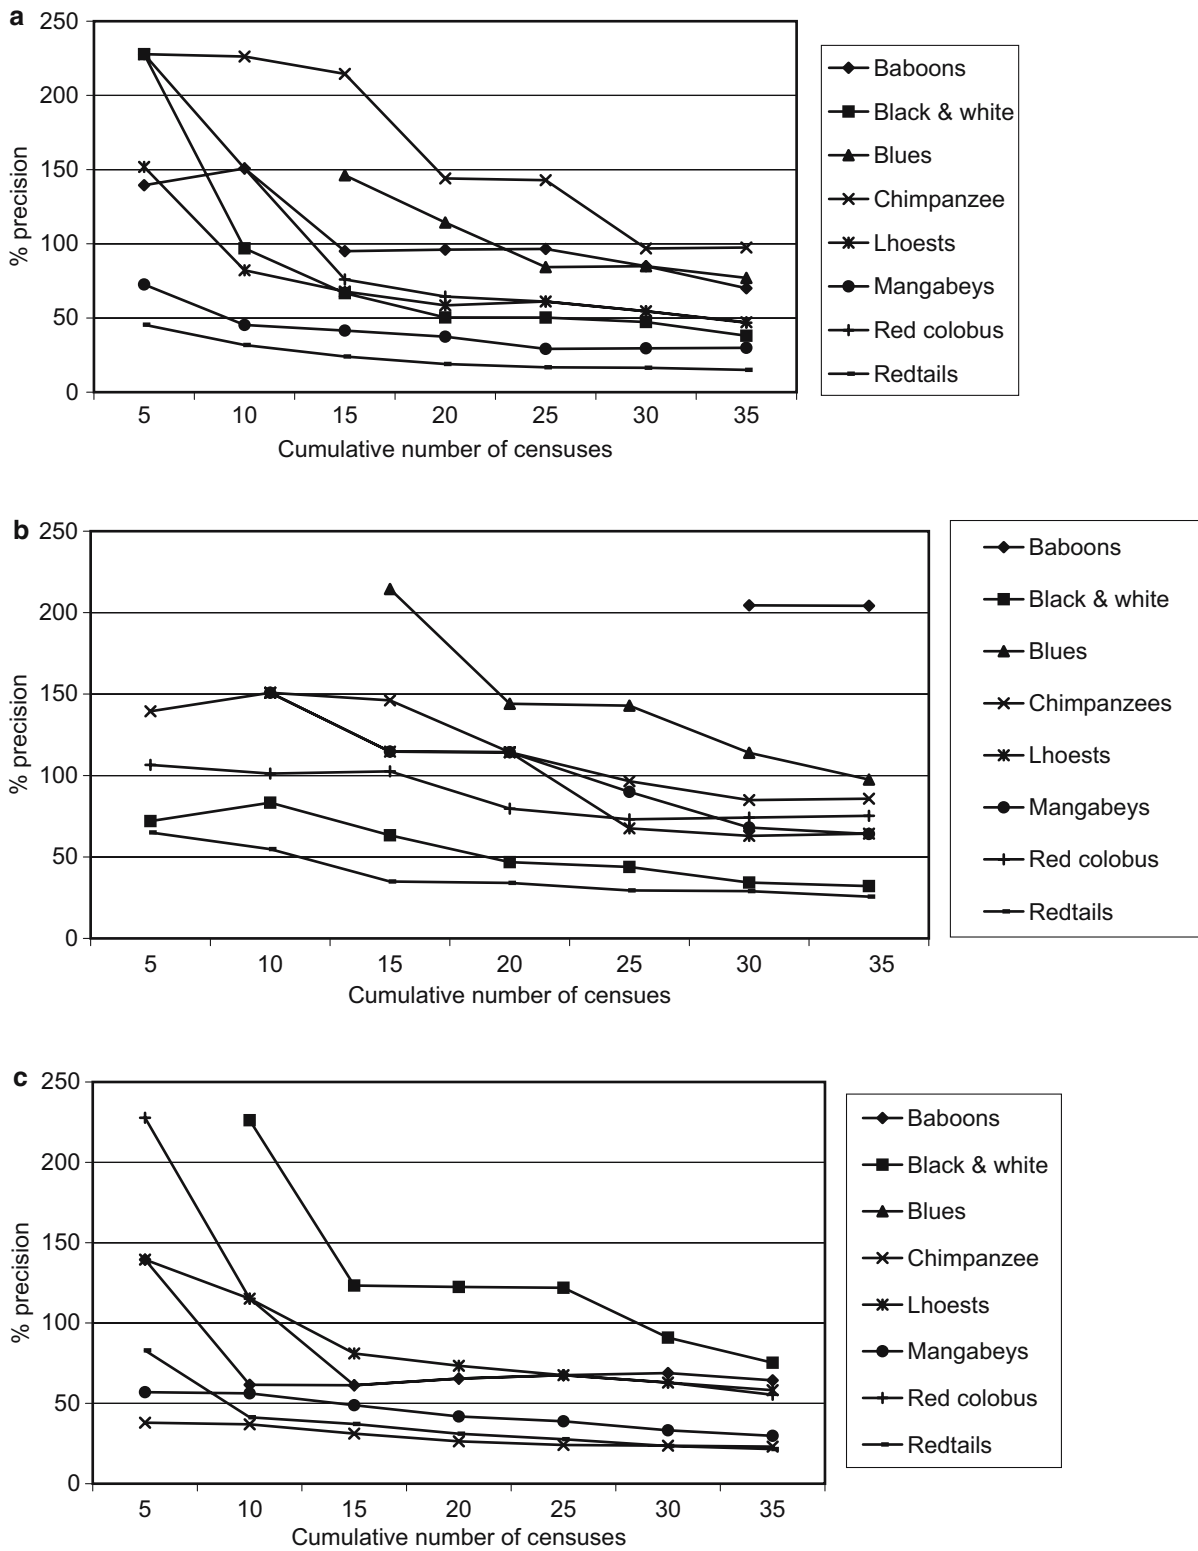 a
250
200
150
100
50
0
% precision
5 10 15 20 25 30 35
Cumulative number of censuses
Baboons
Black & white
Blues
Chimpanzee
Lhoests
Mangabeys
Red colobus
Redtails
b
250
200
150
100
50
0
% precision
5 10 15 20 25 30 35
Cumulative number of censues
Baboons
Black & white
Blues
Chimpanzees
Lhoests
Mangabeys
Red colobus
Redtails
c
250
200
150
100
50
0
% precision
5 10 15 20 25 30 35
Cumulative number of censuses
Baboons
Black & white
Blues
Chimpanzee
Lhoests
Mangabeys
Red colobus
Redtails